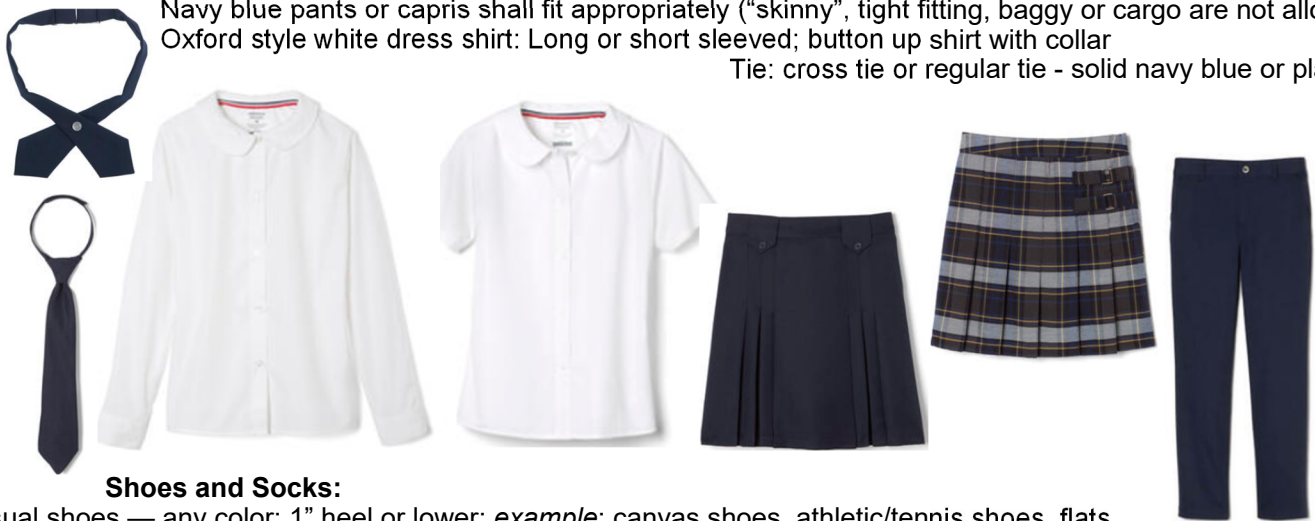 Navy blue pants or capris shall fit appropriately (“skinny”, tight fitting, baggy or cargo are not
Oxford style white dress shirt: Long or short sleeved; button up shirt with collar
Tie: cross tie or regular tie - solid navy blue or
Shoes and Socks:
shoes — any color; 1” heel or lower; example: canvas shoes, athletic/tennis shoes, flats